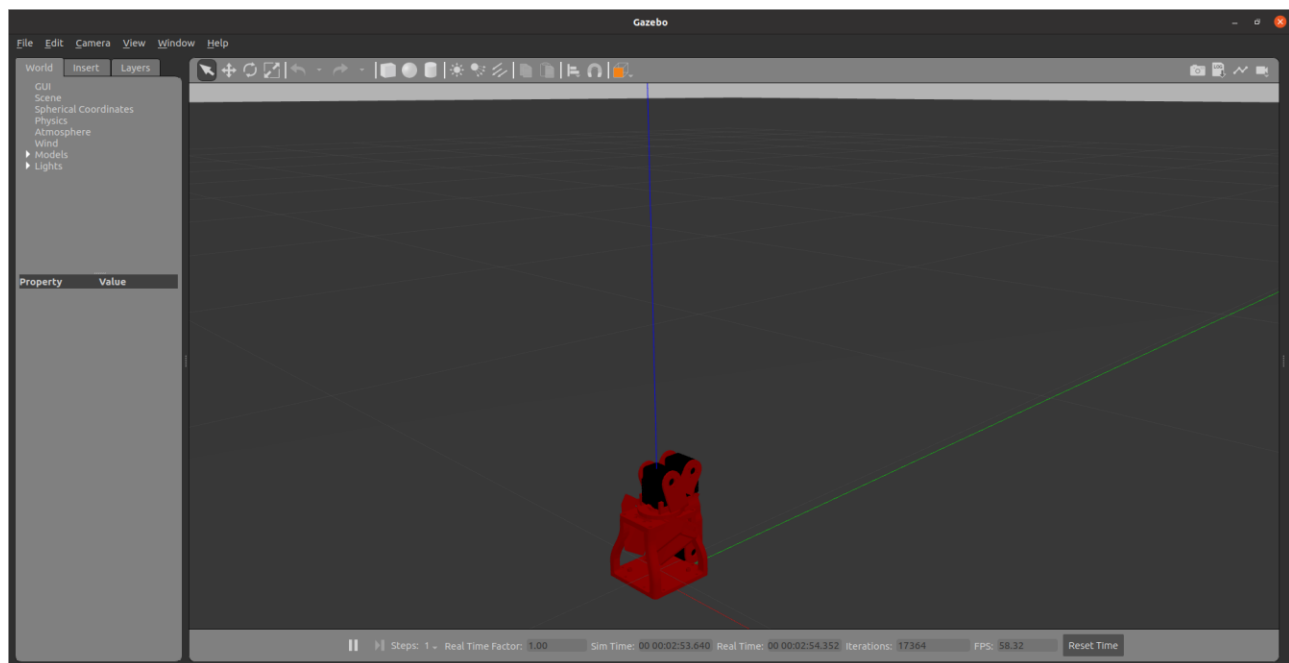 Gazebo
File Edit Camera View Window Help
World Insert Layers
GUI
Scene
Spherical Coordinates
Physics
Atmosphere
Wind
Models
Lights
Property Value
Steps: 1 Real Time Factor: 1.00 Sim Time: 00 00:02:53.640 Real Time: 00 00:02:54.352 Iterations: 17364 FPS: 58.32 Reset Time